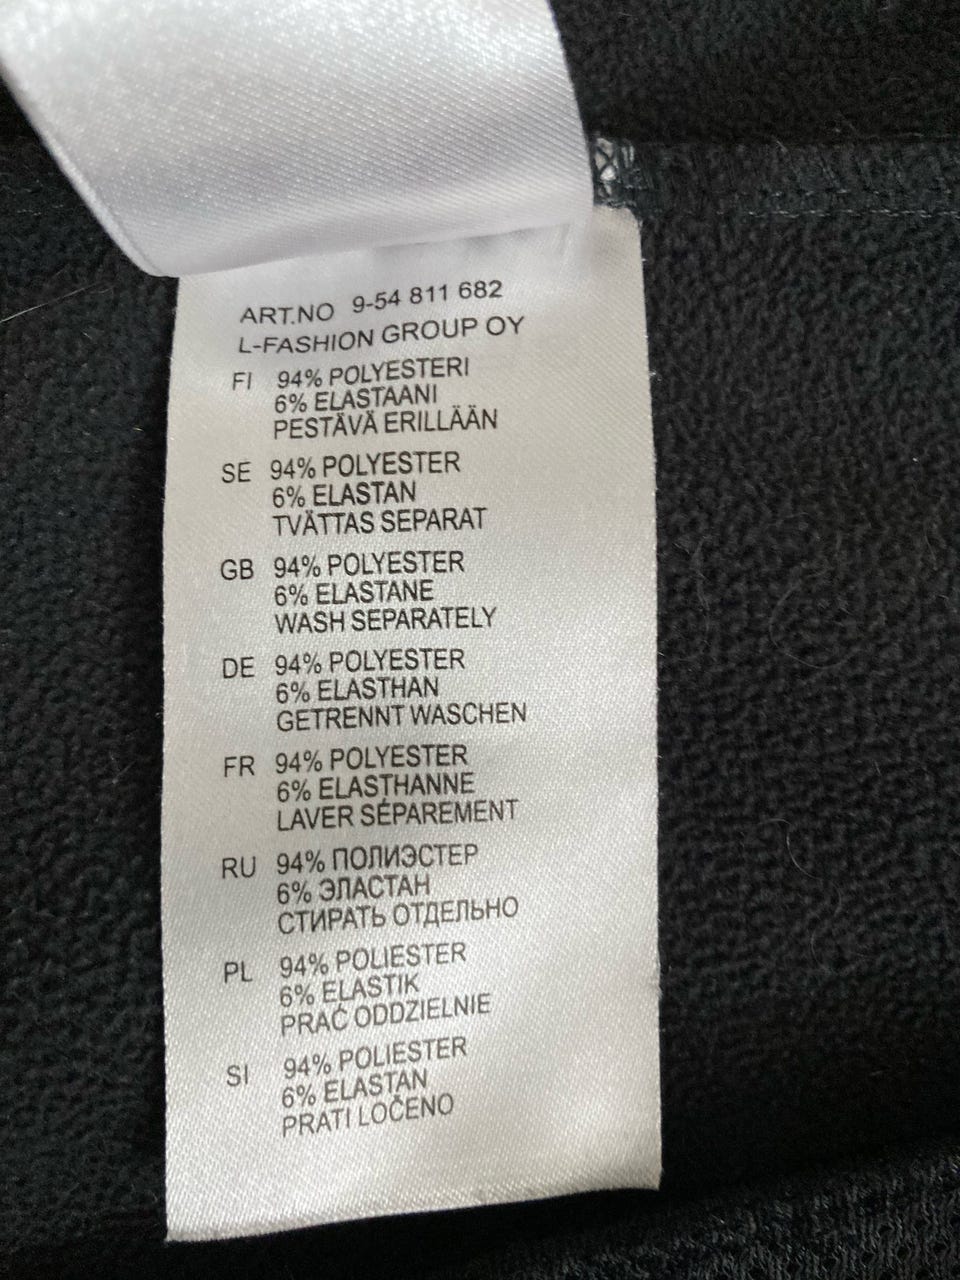 ART.NO 9-54 811 682
L-FASHION GROUP OY
FI 94% POLYESTERI
6% ELASTAANI
PESTÄVÄ ERILLÄÄN
SE 94% POLYESTER
6% ELASTAN
TVÄTTAS SEPARAT
GB 94% POLYESTER
6% ELASTANE
WASH SEPARATELY
DE 94% POLYESTER
6% ELASTHAN
GETRENNT WASCHEN
FR 94% POLYESTER
6% ELASTHANNE
LAVER SÉPAREMENT
RU 94% ПОЛИЭСТЕР
6% ЭЛАСТАН
СТИРАТЬ ОТДЕЛЬНО
PL 94% POLIESTER
6% ELASTIK
PRAĆ ODDZIELNIE
SI 94% POLIESTER
6% ELASTAN
PRATI LOČENO